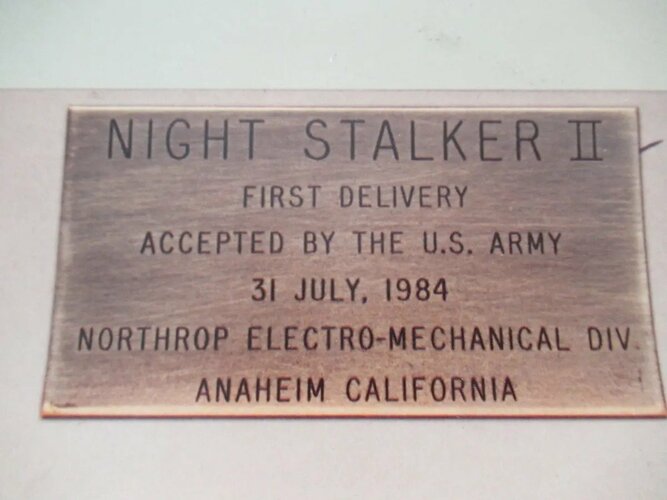 NIGHT STALKER II
FIRST DELIVERY
ACCEPTED BY THE U.S. ARMY
31 JULY, 1984
NORTHROP ELECTRO-MECHANICAL DIV.
ANAHEIM CALIFORNIA